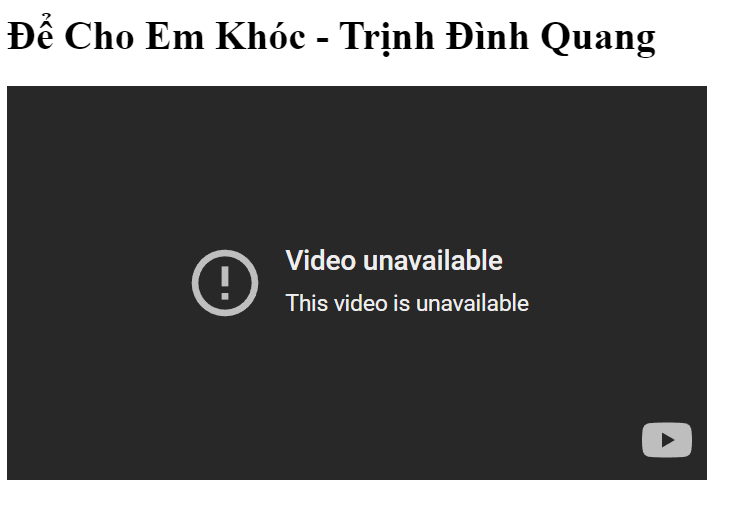 Để Cho Em Khóc - Trịnh Đình Quang
Video unavailable
This video is unavailable